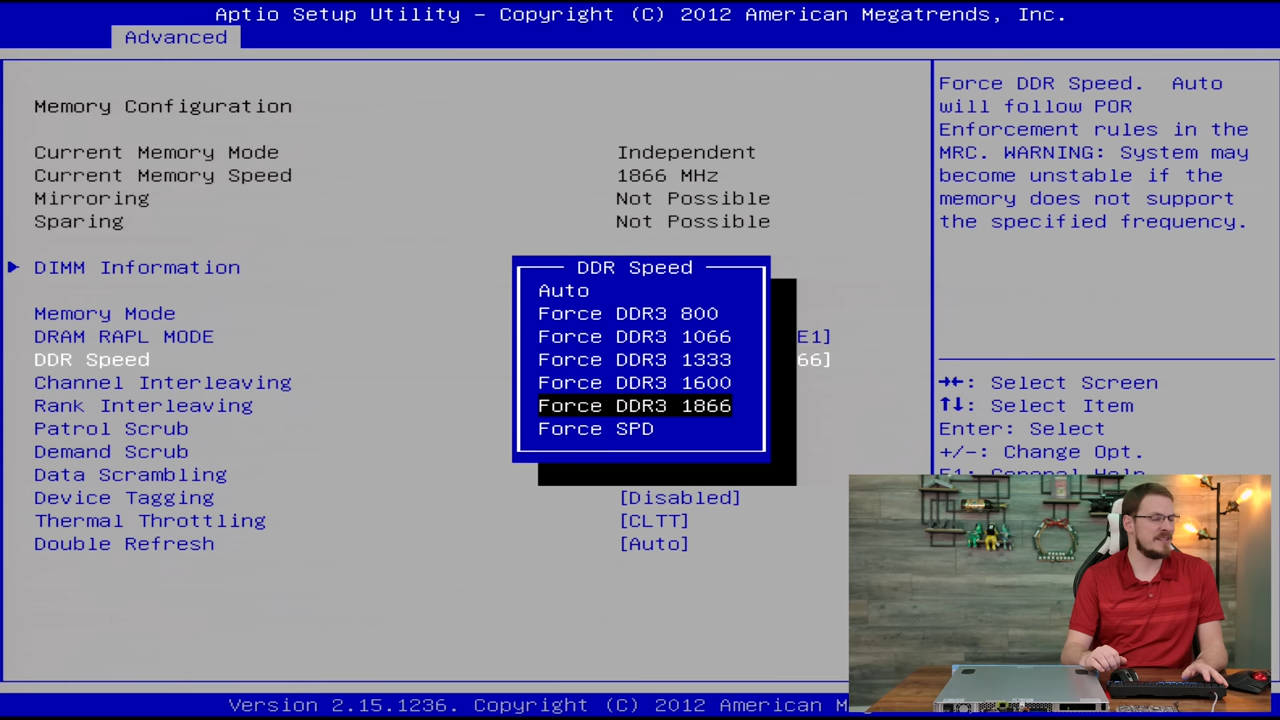 Aptio Setup Utility – Copyright (C) 2012 American Megatrends, Inc.
Advanced
Memory Configuration
Current Memory Mode Independent
Current Memory Speed 1866 MHz
Mirroring Not Possible
Sparing Not Possible
DIMM Information
Memory Mode
DRAM RAPL MODE E1]
DDR Speed 66]
Channel Interleaving
Rank Interleaving
Patrol Scrub
Demand Scrub
Data Scrambling
Device Tagging [Disabled]
Thermal Throttling [CLTT]
Double Refresh [Auto]
DDR Speed
Auto
Force DDR3 800
Force DDR3 1066
Force DDR3 1333
Force DDR3 1600
Force DDR3 1866
Force SPD
Force DDR Speed. Auto
will follow POR
Enforcement rules in the
MRC. WARNING: System may
become unstable if the
memory does not support
the specified frequency.
→←: Select Screen
↑↓: Select Item
Enter: Select
+/-: Change Opt.
F1: General Help
Version 2.15.1236. Copyright (C) 2012 American M